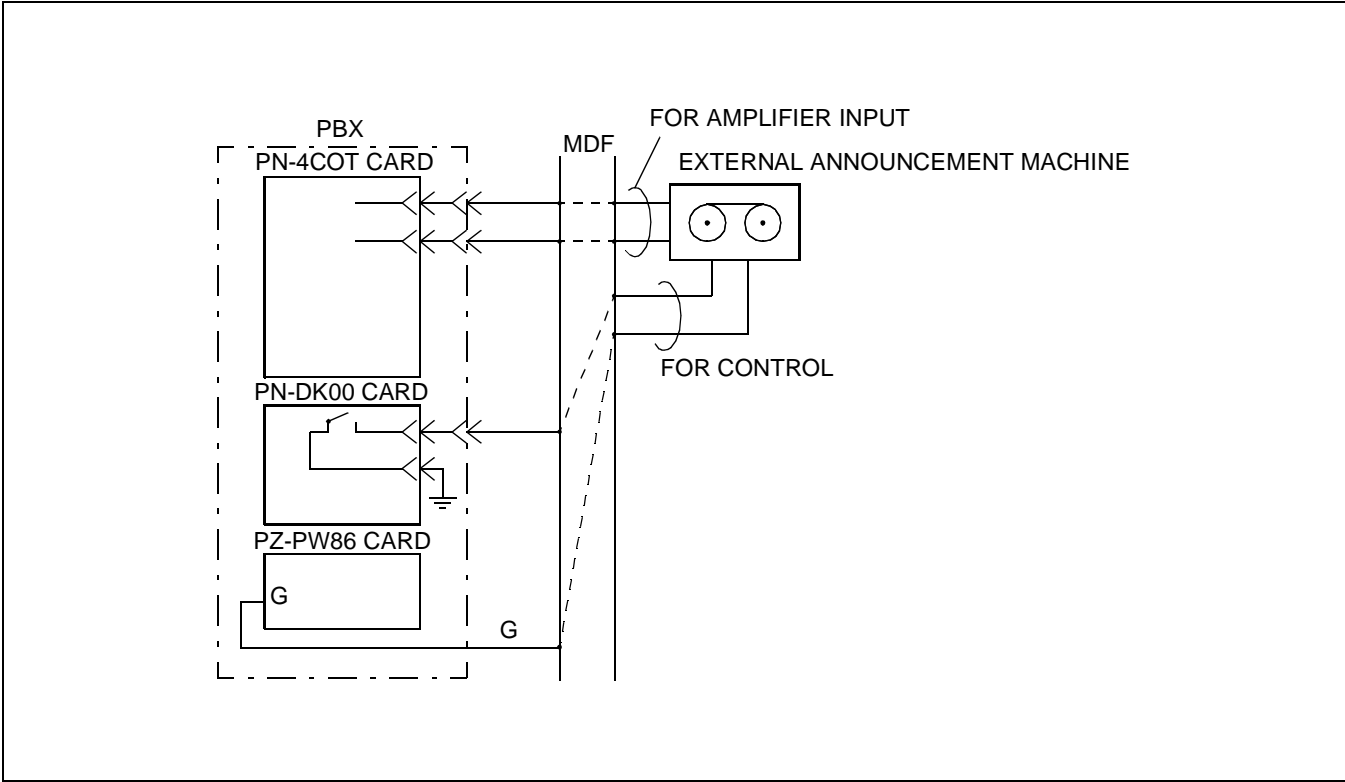 FOR AMPLIFIER INPUT
PBX
MDF
PN-4COT CARD
EXTERNAL ANNOUNCEMENT MACHINE
FOR CONTROL
PN-DK00 CARD
PZ-PW86 CARD
G
G